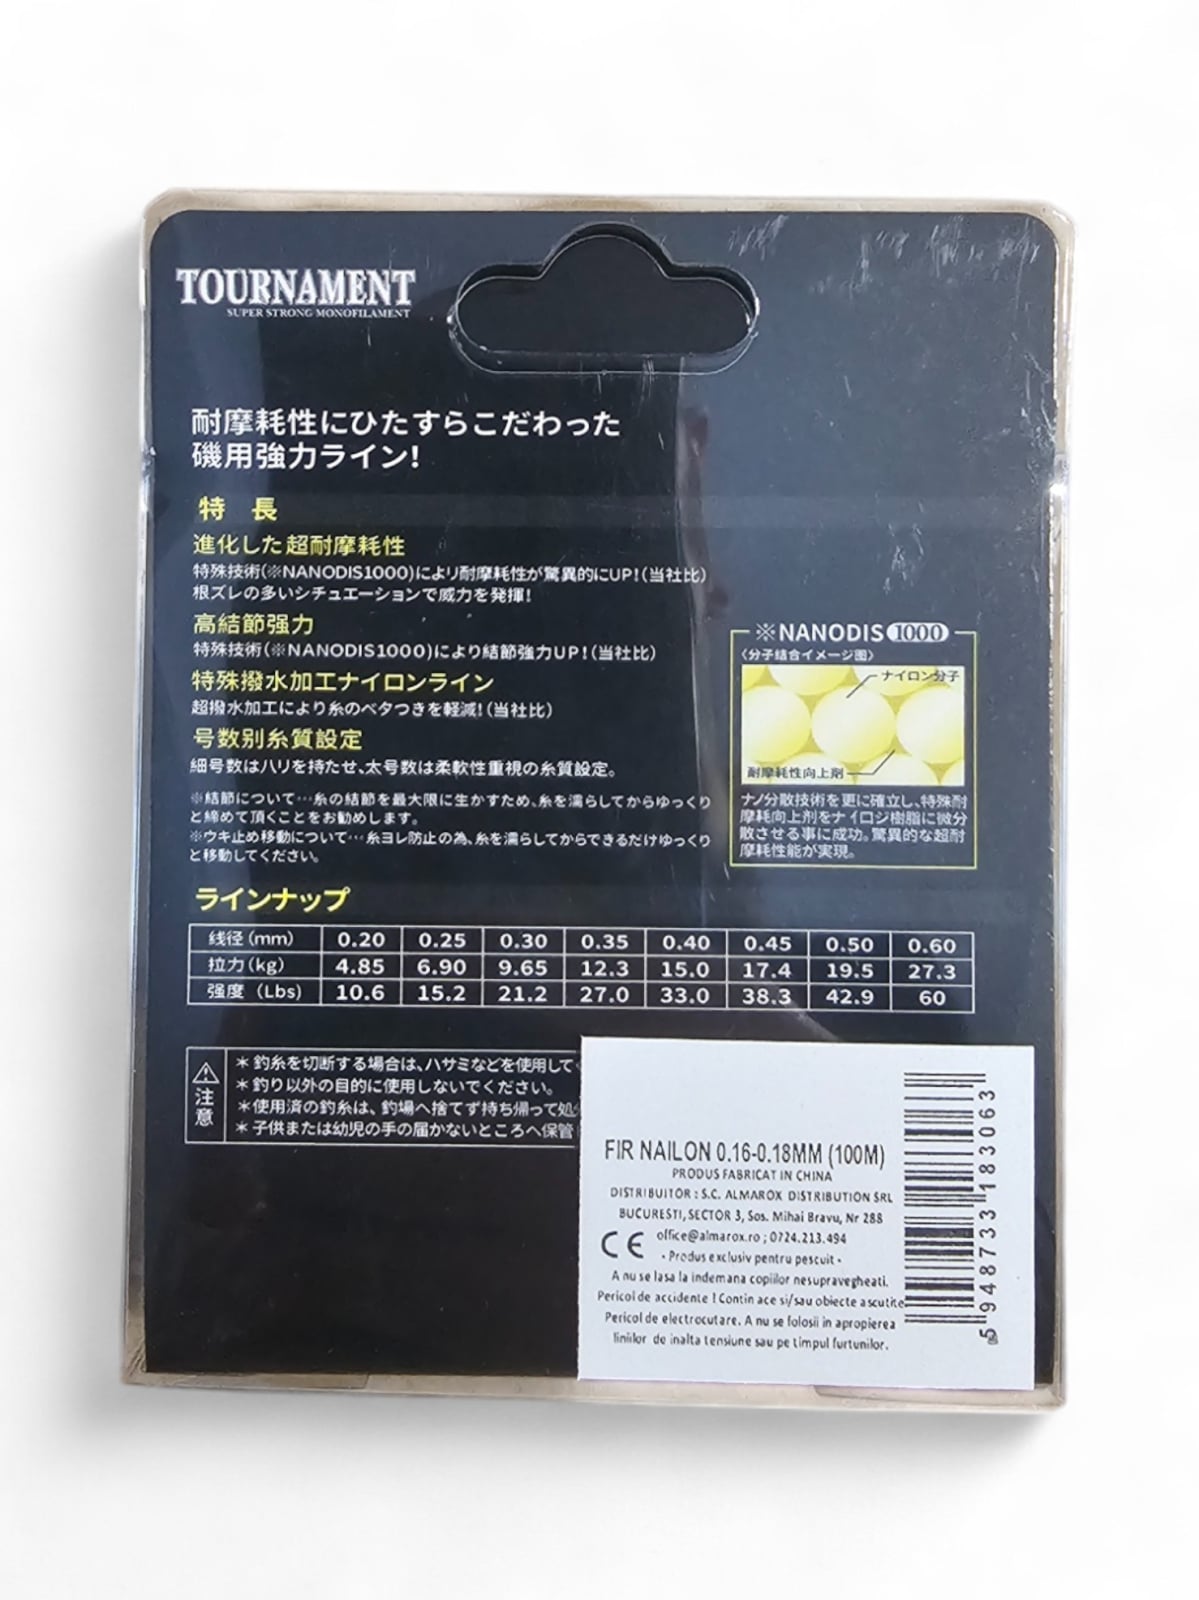 TOURNAMENT
SUPER STRONG MONOFILAMENT
耐摩耗性にひたすらこだわった
磯用強力ライン!
特 長
進化した超耐摩耗性
特殊技術(※NANODIS1000)により耐摩耗性が驚異的にUP!(当社比)
根ズレの多いシチュエーションで威力を発揮!
高結節强力
特殊技術(※NANODIS1000)により結節強力UP!(当社比)
特殊撥水加工ナイロンライン
超撥水加工により糸のベタつきを軽減!(当社比)
号数別糸質設定
細号数はハリを持たせ、太号数は柔軟性重視の糸質設定。
※結節について…糸の結節を最大限に生かすため、糸を濡らしてからゆっくり
と締めて頂くことをお勧めします。
※ウキ止め移動について…糸ヨレ防止の為、糸を濡らしてからできるだけゆっくり
と移動してください。
※NANODIS 1000
〈分子結合イメージ図〉
ナイロン分子
耐摩耗性向上剤
ナノ分散技術を更に確立し、特殊耐
摩耗向上剤をナイロジ樹脂に微分
散させる事に成功。驚異的な超耐
摩耗性能が実現。
ラインナップ
线径(mm) 0.20 0.25 0.30 0.35 0.40 0.45 0.50 0.60
拉力(kg) 4.85 6.90 9.65 12.3 15.0 17.4 19.5 27.3
强度 (Lbs) 10.6 15.2 21.2 27.0 33.0 38.3 42.9 60
注意
＊釣糸を切断する場合は、ハサミなどを使用して
＊釣り以外の目的に使用しないでください。
＊使用済の釣糸は、釣場へ捨てず持ち帰って処
＊子供または幼児の手の届かないところへ保管
FIR NAILON 0.16-0.18MM (100M)
PRODUS FABRICAT IN CHINA
DISTRIBUITOR : S.C. ALMAROX DISTRIBUTION SRL
BUCURESTI, SECTOR 3, Sos. Mihai Bravu, Nr 288
office@almarox.ro ; 0724.213.494
CE
- Produs exclusiv pentru pescuit -
A nu se lasa la indemana copiilor nesupravegheati.
Pericol de accidente ! Contin ace si/sau obiecte ascutite
Pericol de electrocutare. A nu se folosii in apropierea
liniilor de inalta tensiune sau pe timpul furtunilor.
5948733183063